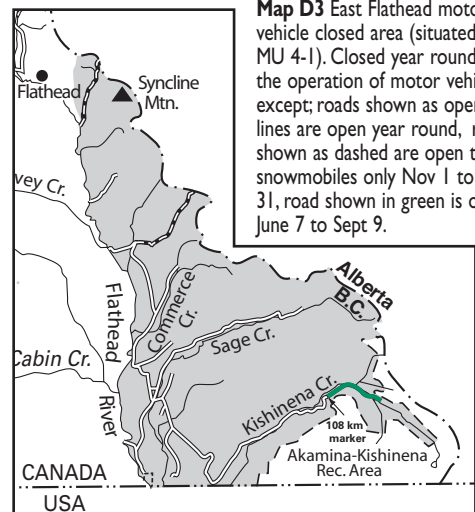 Map D3 East Flathead moto
vehicle closed area (situated
MU 4-1). Closed year round
the operation of motor vehi
except; roads shown as open
lines are open year round,
shown as dashed are open t
snowmobiles only Nov 1 to
31, road shown in green is o
June 7 to Sept 9.
Flathead
Syncline
Mtn.
vey Cr.
Alberta
B.C.
Flathead
River
Commerce
Cr.
Sage Cr.
Cabin Cr.
Kishinena Cr.
108 km
marker
Akamina-Kishinena
Rec. Area
CANADA
USA